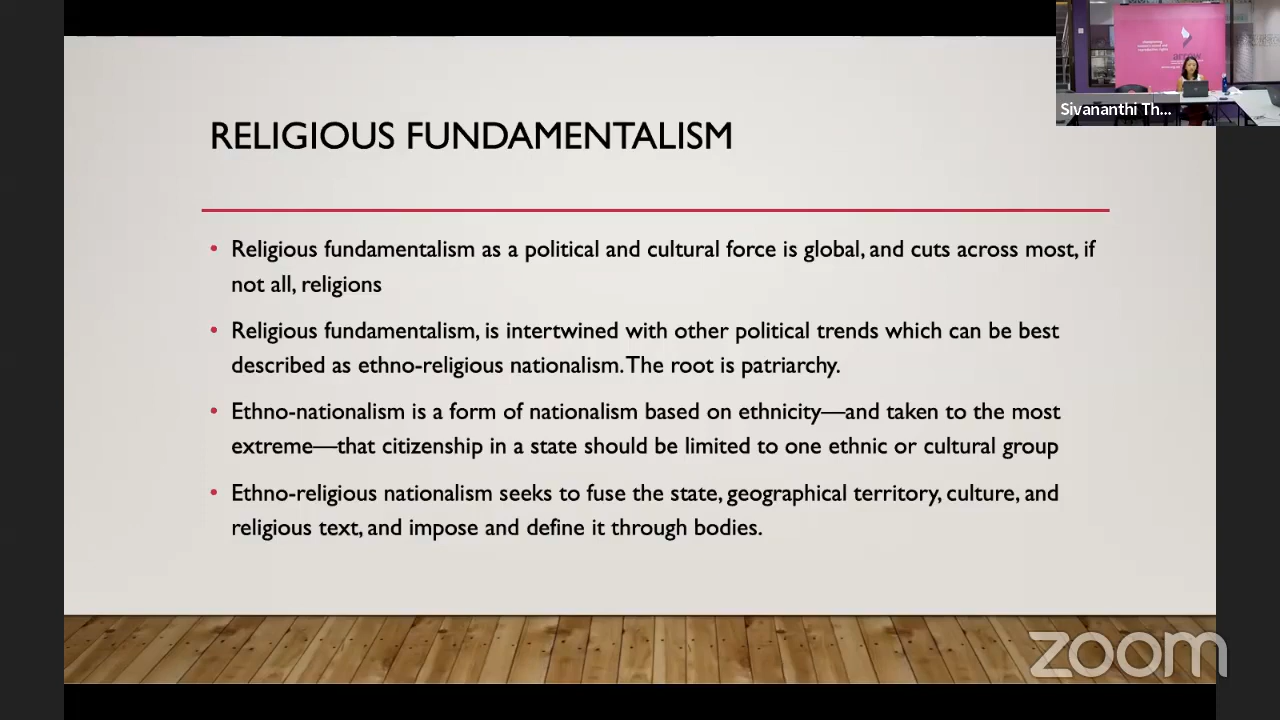 RELIGIOUS FUNDAMENTALISM
• Religious fundamentalism as a political and cultural force is global, and cuts across most, if
not all, religions
• Religious fundamentalism, is intertwined with other political trends which can be best
described as ethno-religious nationalism. The root is patriarchy.
• Ethno-nationalism is a form of nationalism based on ethnicity—and taken to the most
extreme—that citizenship in a state should be limited to one ethnic or cultural group
• Ethno-religious nationalism seeks to fuse the state, geographical territory, culture, and
religious text, and impose and define it through bodies.
Sivananthi Th...
zoom